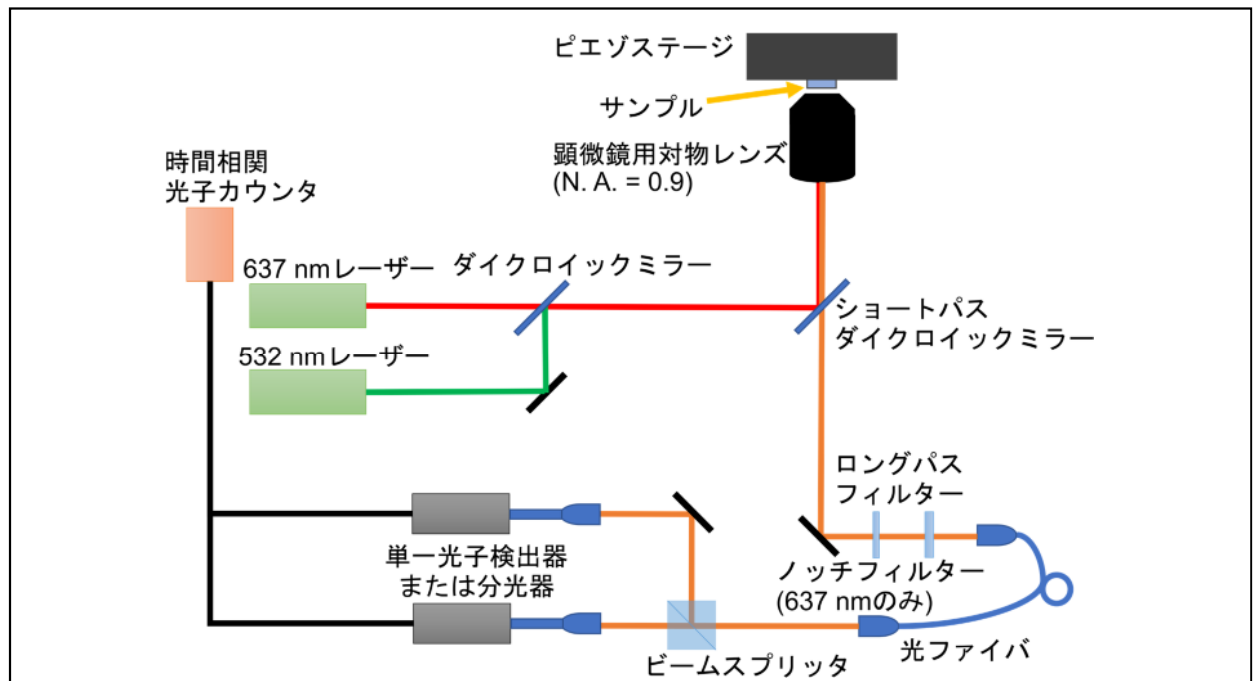 ピエゾステージ
サンプル
顕微鏡用対物レンズ
(N. A. = 0.9)
時間相関
光子カウンタ
637 nmレーザー
ダイクロイックミラー
ショートパス
ダイクロイックミラー
532 nmレーザー
ロングパス
フィルター
単一光子検出器
または分光器
ノッチフィルター
(637 nmのみ)
光ファイバ
ビームスプリッタ